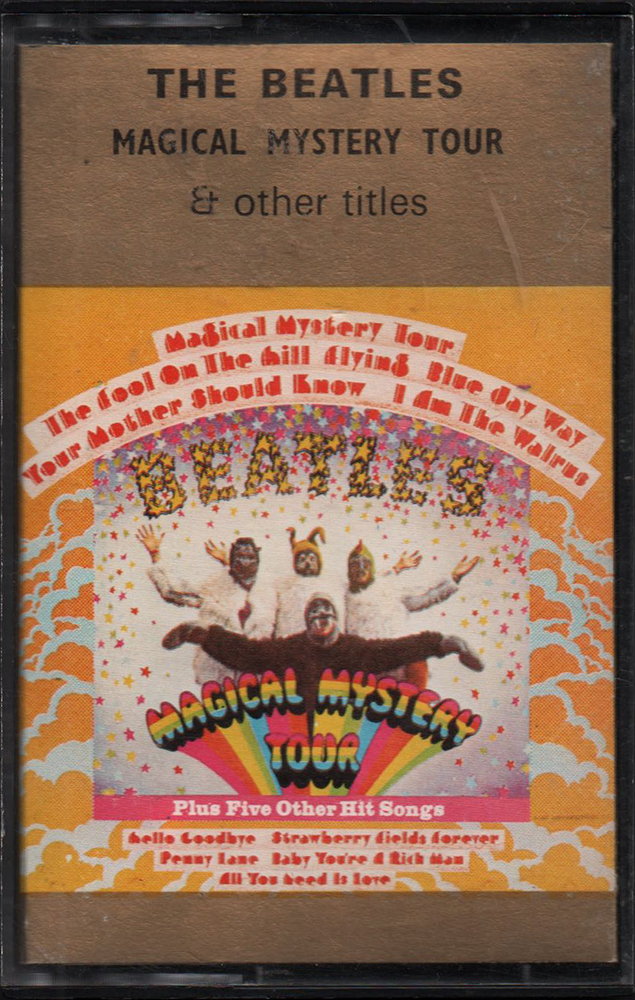 THE BEATLES
MAGICAL MYSTERY TOUR
& other titles
Magical Mystery Tour
The Fool On The Hill Flying Blue Jay Way
Your Mother Should Know I Am The Walrus
BEATLES
MAGICAL MYSTERY
TOUR
Plus Five Other Hit Songs
Hello Goodbye Strawberry Fields Forever
Penny Lane Baby You're A Rich Man
All You Need Is Love